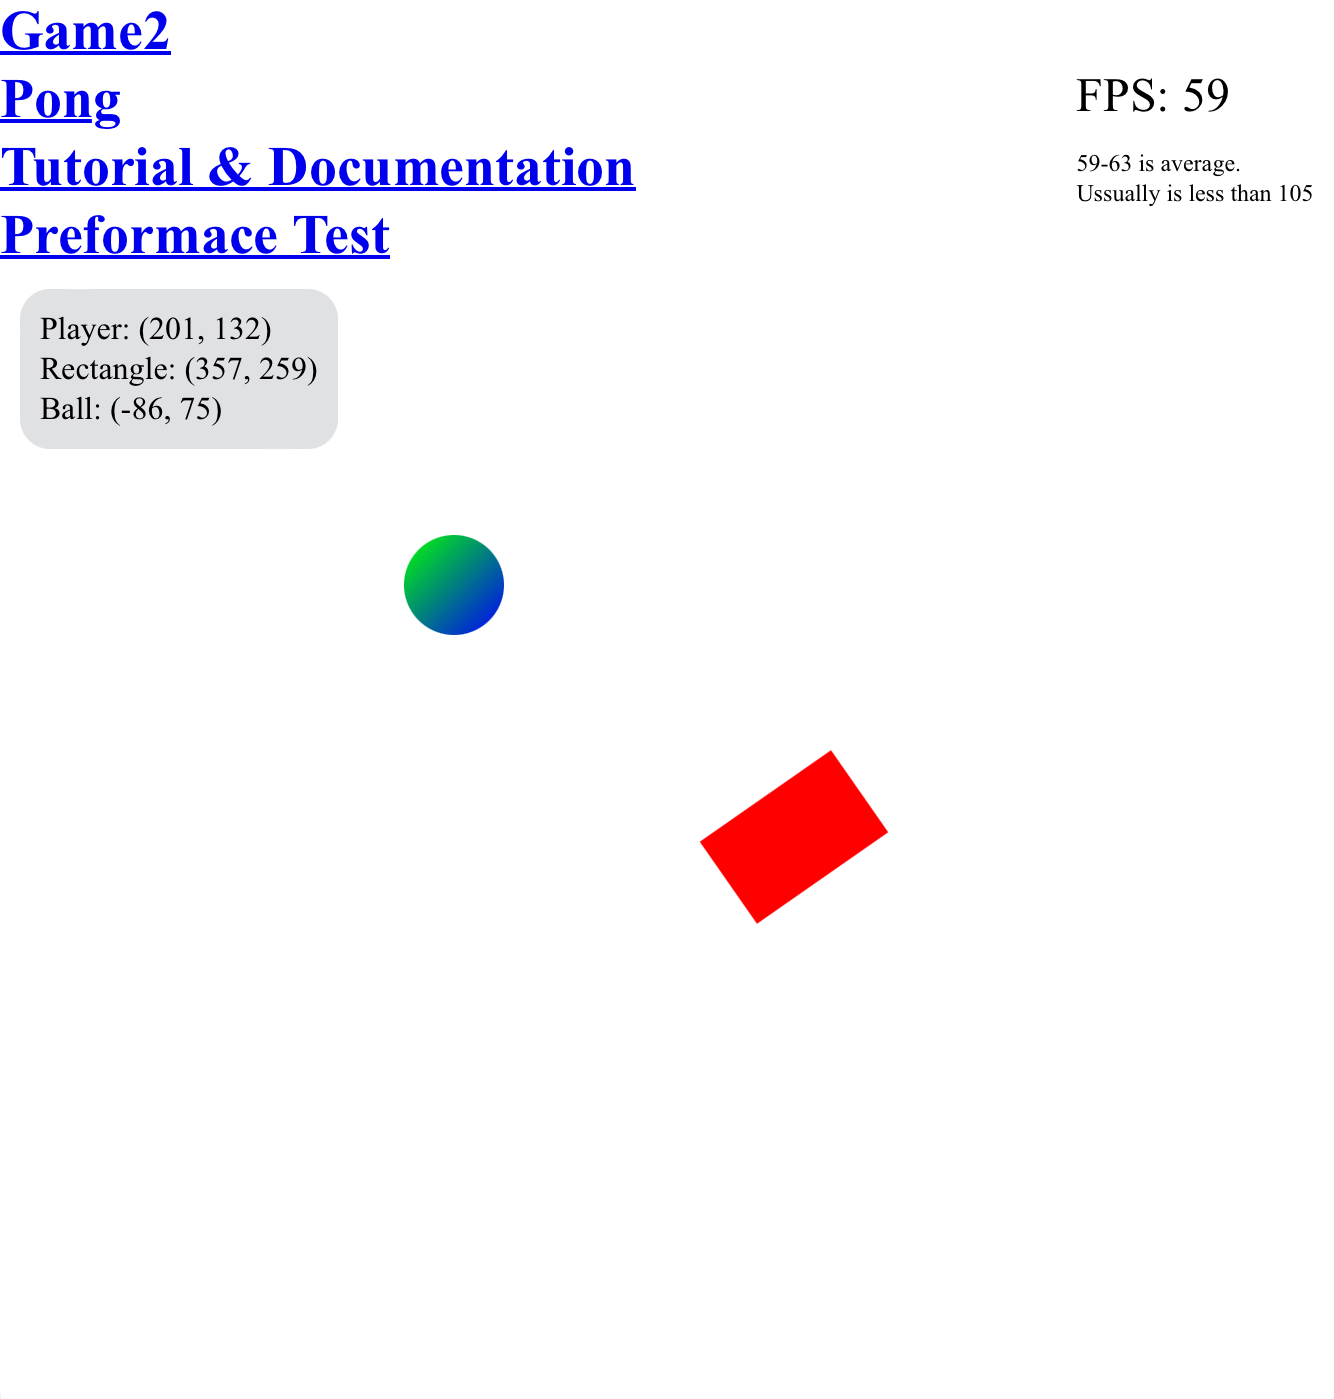 Game2
Pong
Tutorial & Documentation
Preformace Test
FPS: 59
59-63 is average.
Ussually is less than 105
Player: (201, 132)
Rectangle: (357, 259)
Ball: (-86, 75)